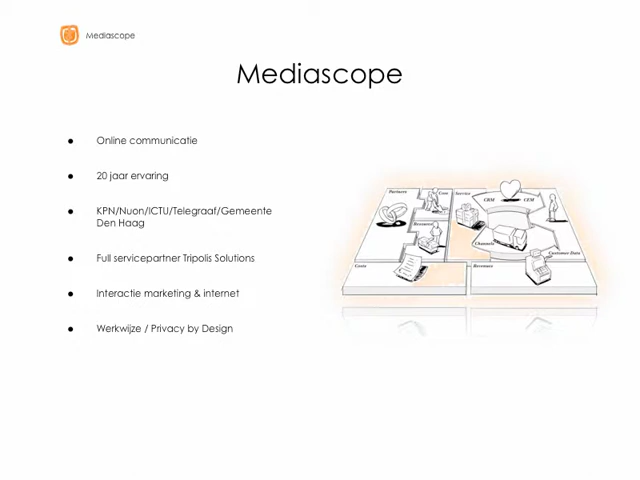 Mediascope
Mediascope
Online communicatie
20 jaar ervaring
KPN/Nuon/ICTU/Telegraaf/Gemeente
Den Haag
Full servicepartner Tripolis Solutions
Interactie marketing & internet
Werkwijze / Privacy by Design
Partners
Core
Service
CRM
CEM
Resources
Channels
Customer Data
Costs
Revenues